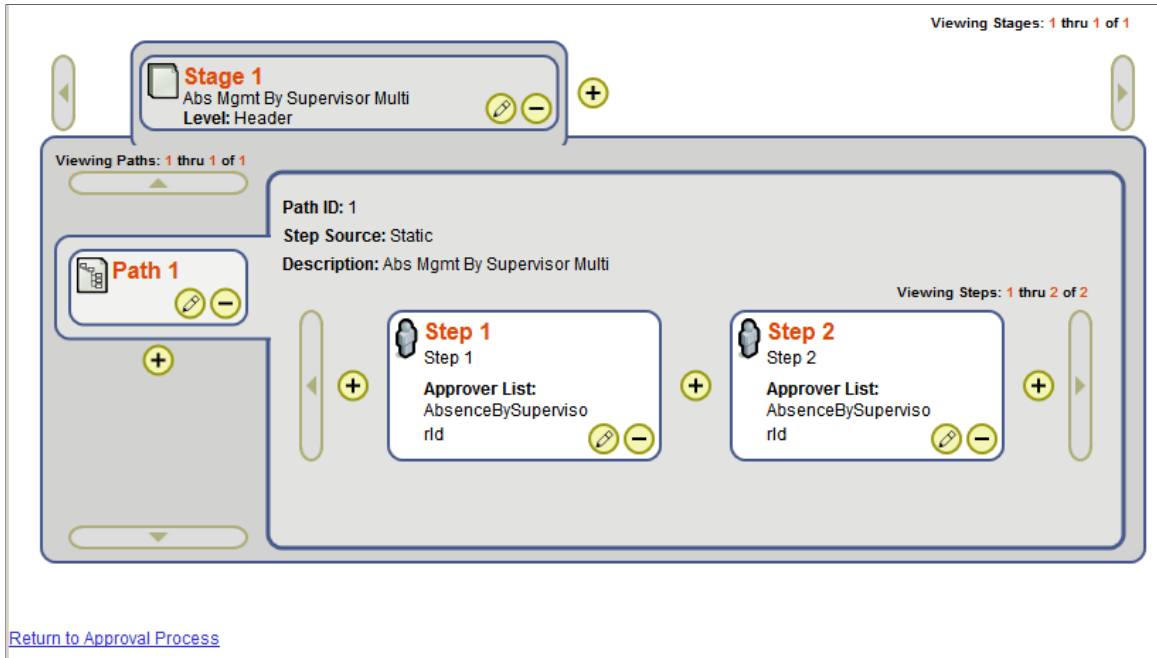 Viewing Stages: 1 thru 1 of 1
Stage 1
Abs Mgmt By Supervisor Multi
Level: Header
Viewing Paths: 1 thru 1 of 1
Path ID: 1
Step Source: Static
Description: Abs Mgmt By Supervisor Multi
Path 1
Viewing Steps: 1 thru 2 of 2
Step 1
Step 1
Approver List:
AbsenceBySuperviso
rId
Step 2
Step 2
Approver List:
AbsenceBySuperviso
rId
Return to Approval Process